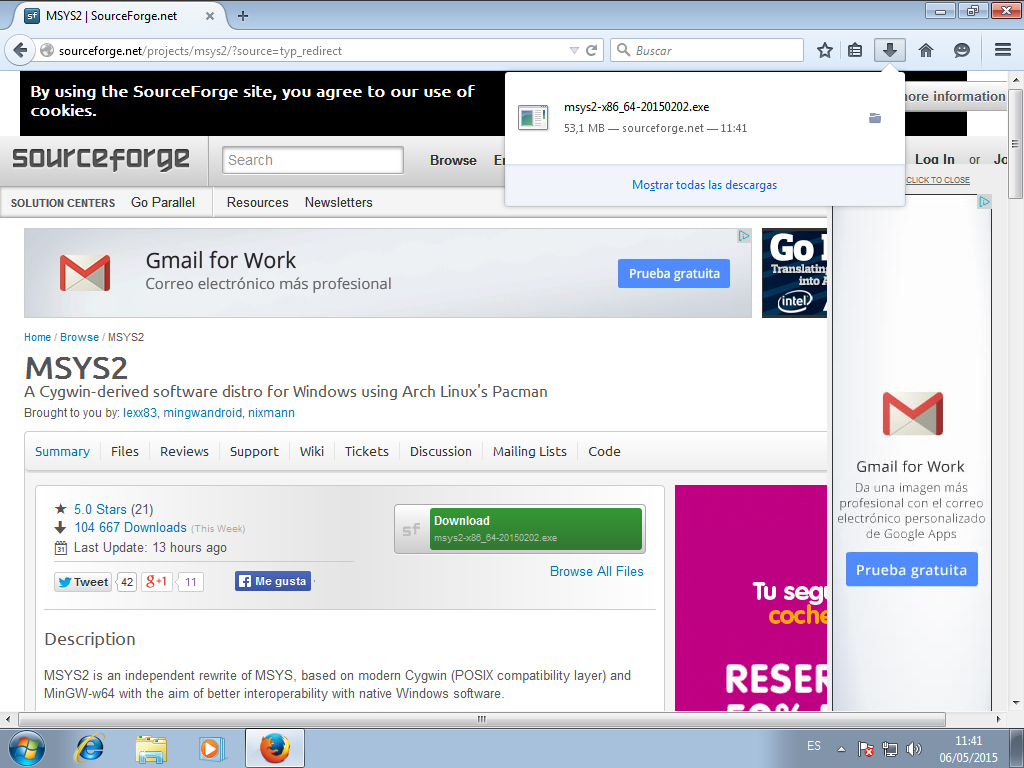 MSYS2 | SourceForge.net
sourceforge.net/projects/msys2/?source=typ_redirect
Buscar
By using the SourceForge site, you agree to our use of
cookies.
more information
msys2-x86_64-20150202.exe
53,1 MB — sourceforge.net — 11:41
Mostrar todas las descargas
sourceforge
Search
Browse
Log In or
CLICK TO CLOSE
SOLUTION CENTERS Go Parallel Resources Newsletters
Gmail for Work
Correo electrónico más profesional
Prueba gratuita
Go
Translating
into
intel
Home / Browse / MSYS2
MSYS2
A Cygwin-derived software distro for Windows using Arch Linux's Pacman
Brought to you by: lexx83, mingwandroid, nixmann
Summary Files Reviews Support Wiki Tickets Discussion Mailing Lists Code
5.0 Stars (21)
104 667 Downloads (This Week)
31 Last Update: 13 hours ago
Tweet 42 g+1 11 Me gusta
sf Download
msys2-x86_64-20150202.exe
Browse All Files
Description
MSYS2 is an independent rewrite of MSYS, based on modern Cygwin (POSIX compatibility layer) and
MinGW-w64 with the aim of better interoperability with native Windows software.
Tu
coche
Gmail for Work
Da una imagen más
profesional con el correo
electrónico personalizado
de Google Apps
Prueba gratuita
ES
11:41
06/05/2015